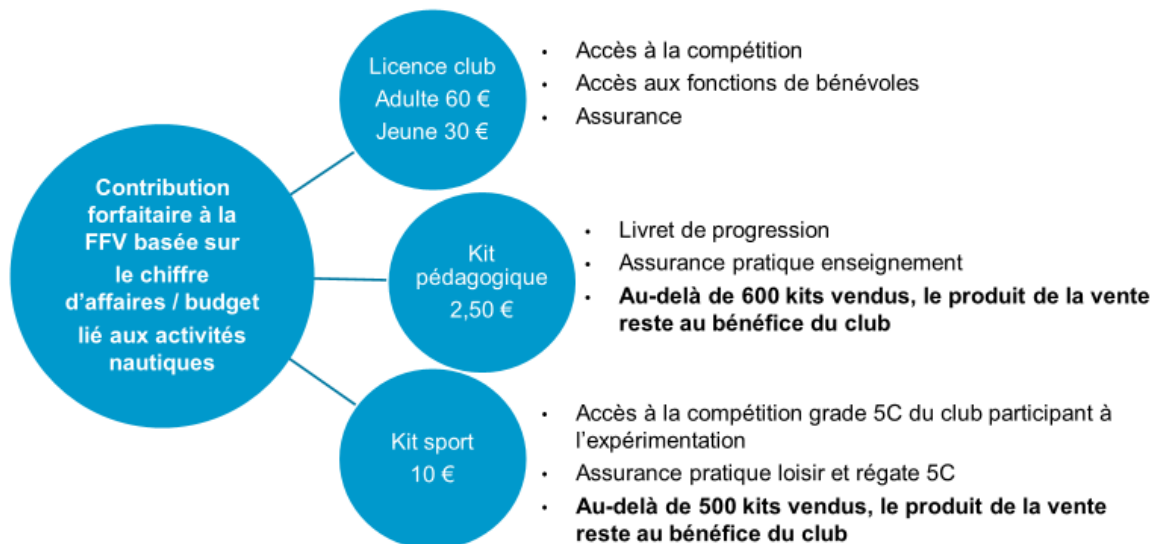 Contribution
forfaitaire à la
FFV basée sur
le chiffre
d’affaires / budget
lié aux activités
nautiques
Licence club
Adulte 60 €
Jeune 30 €
• Accès à la compétition
• Accès aux fonctions de bénévoles
• Assurance
Kit
pédagogique
2,50 €
• Livret de progression
• Assurance pratique enseignement
• Au-delà de 600 kits vendus, le produit de la vente
reste au bénéfice du club
Kit sport
10 €
• Accès à la compétition grade 5C du club participant à
l’expérimentation
• Assurance pratique loisir et régate 5C
• Au-delà de 500 kits vendus, le produit de la vente
reste au bénéfice du club